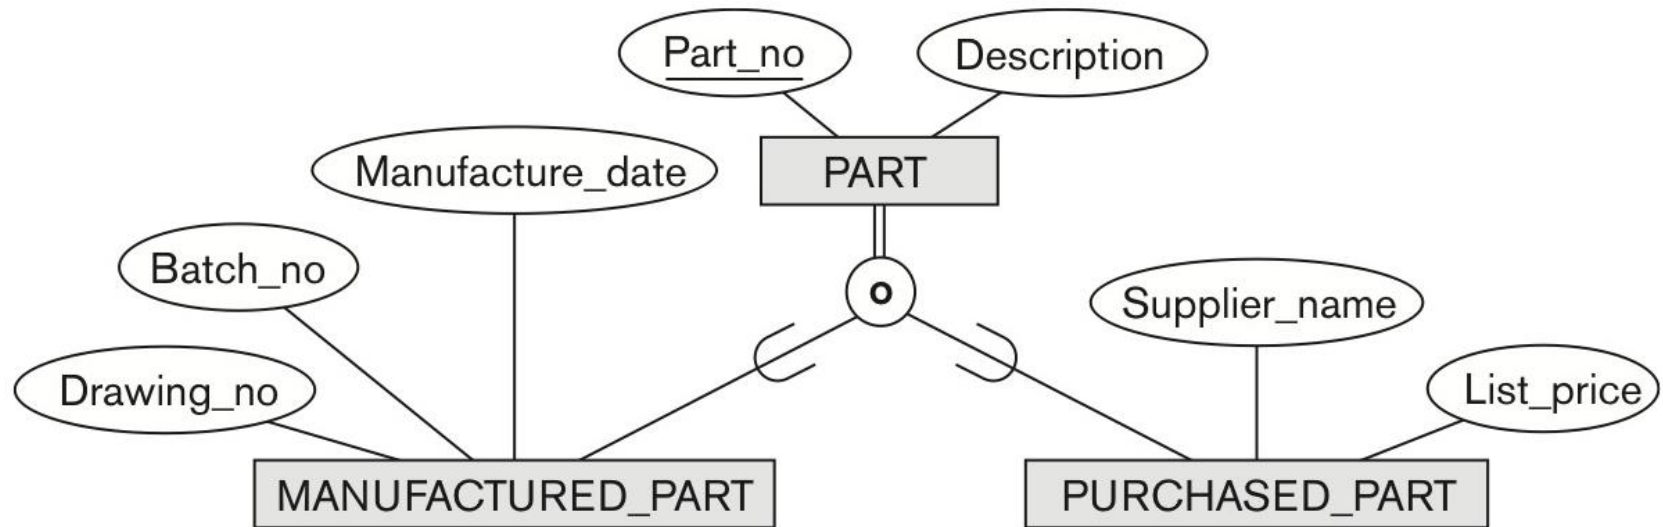 Part_no
Description
Manufacture_date
PART
Batch_no
o
Supplier_name
Drawing_no
List_price
MANUFACTURED_PART
PURCHASED_PART